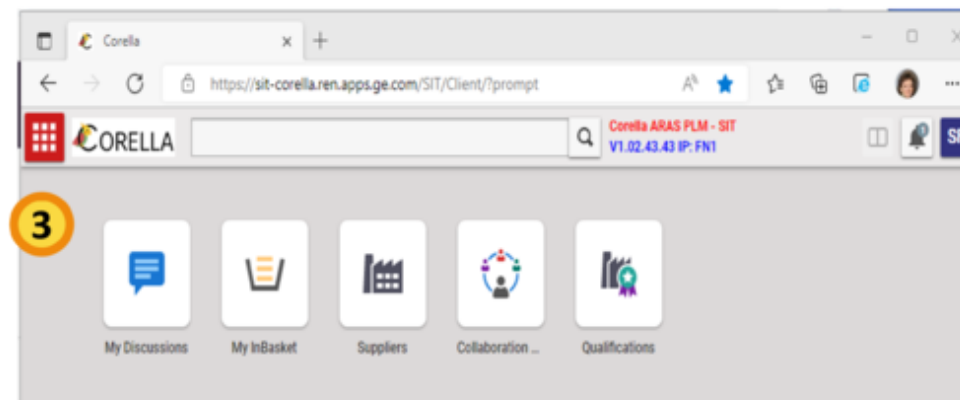 Corella
https://sit-corella.ren.apps.ge.com/SIT/Client/?prompt
CORELLA
Corella ARAS PLM - SIT
V1.02.43.43 IP: FN1
3
My Discussions
My InBasket
Suppliers
Collaboration ...
Qualifications